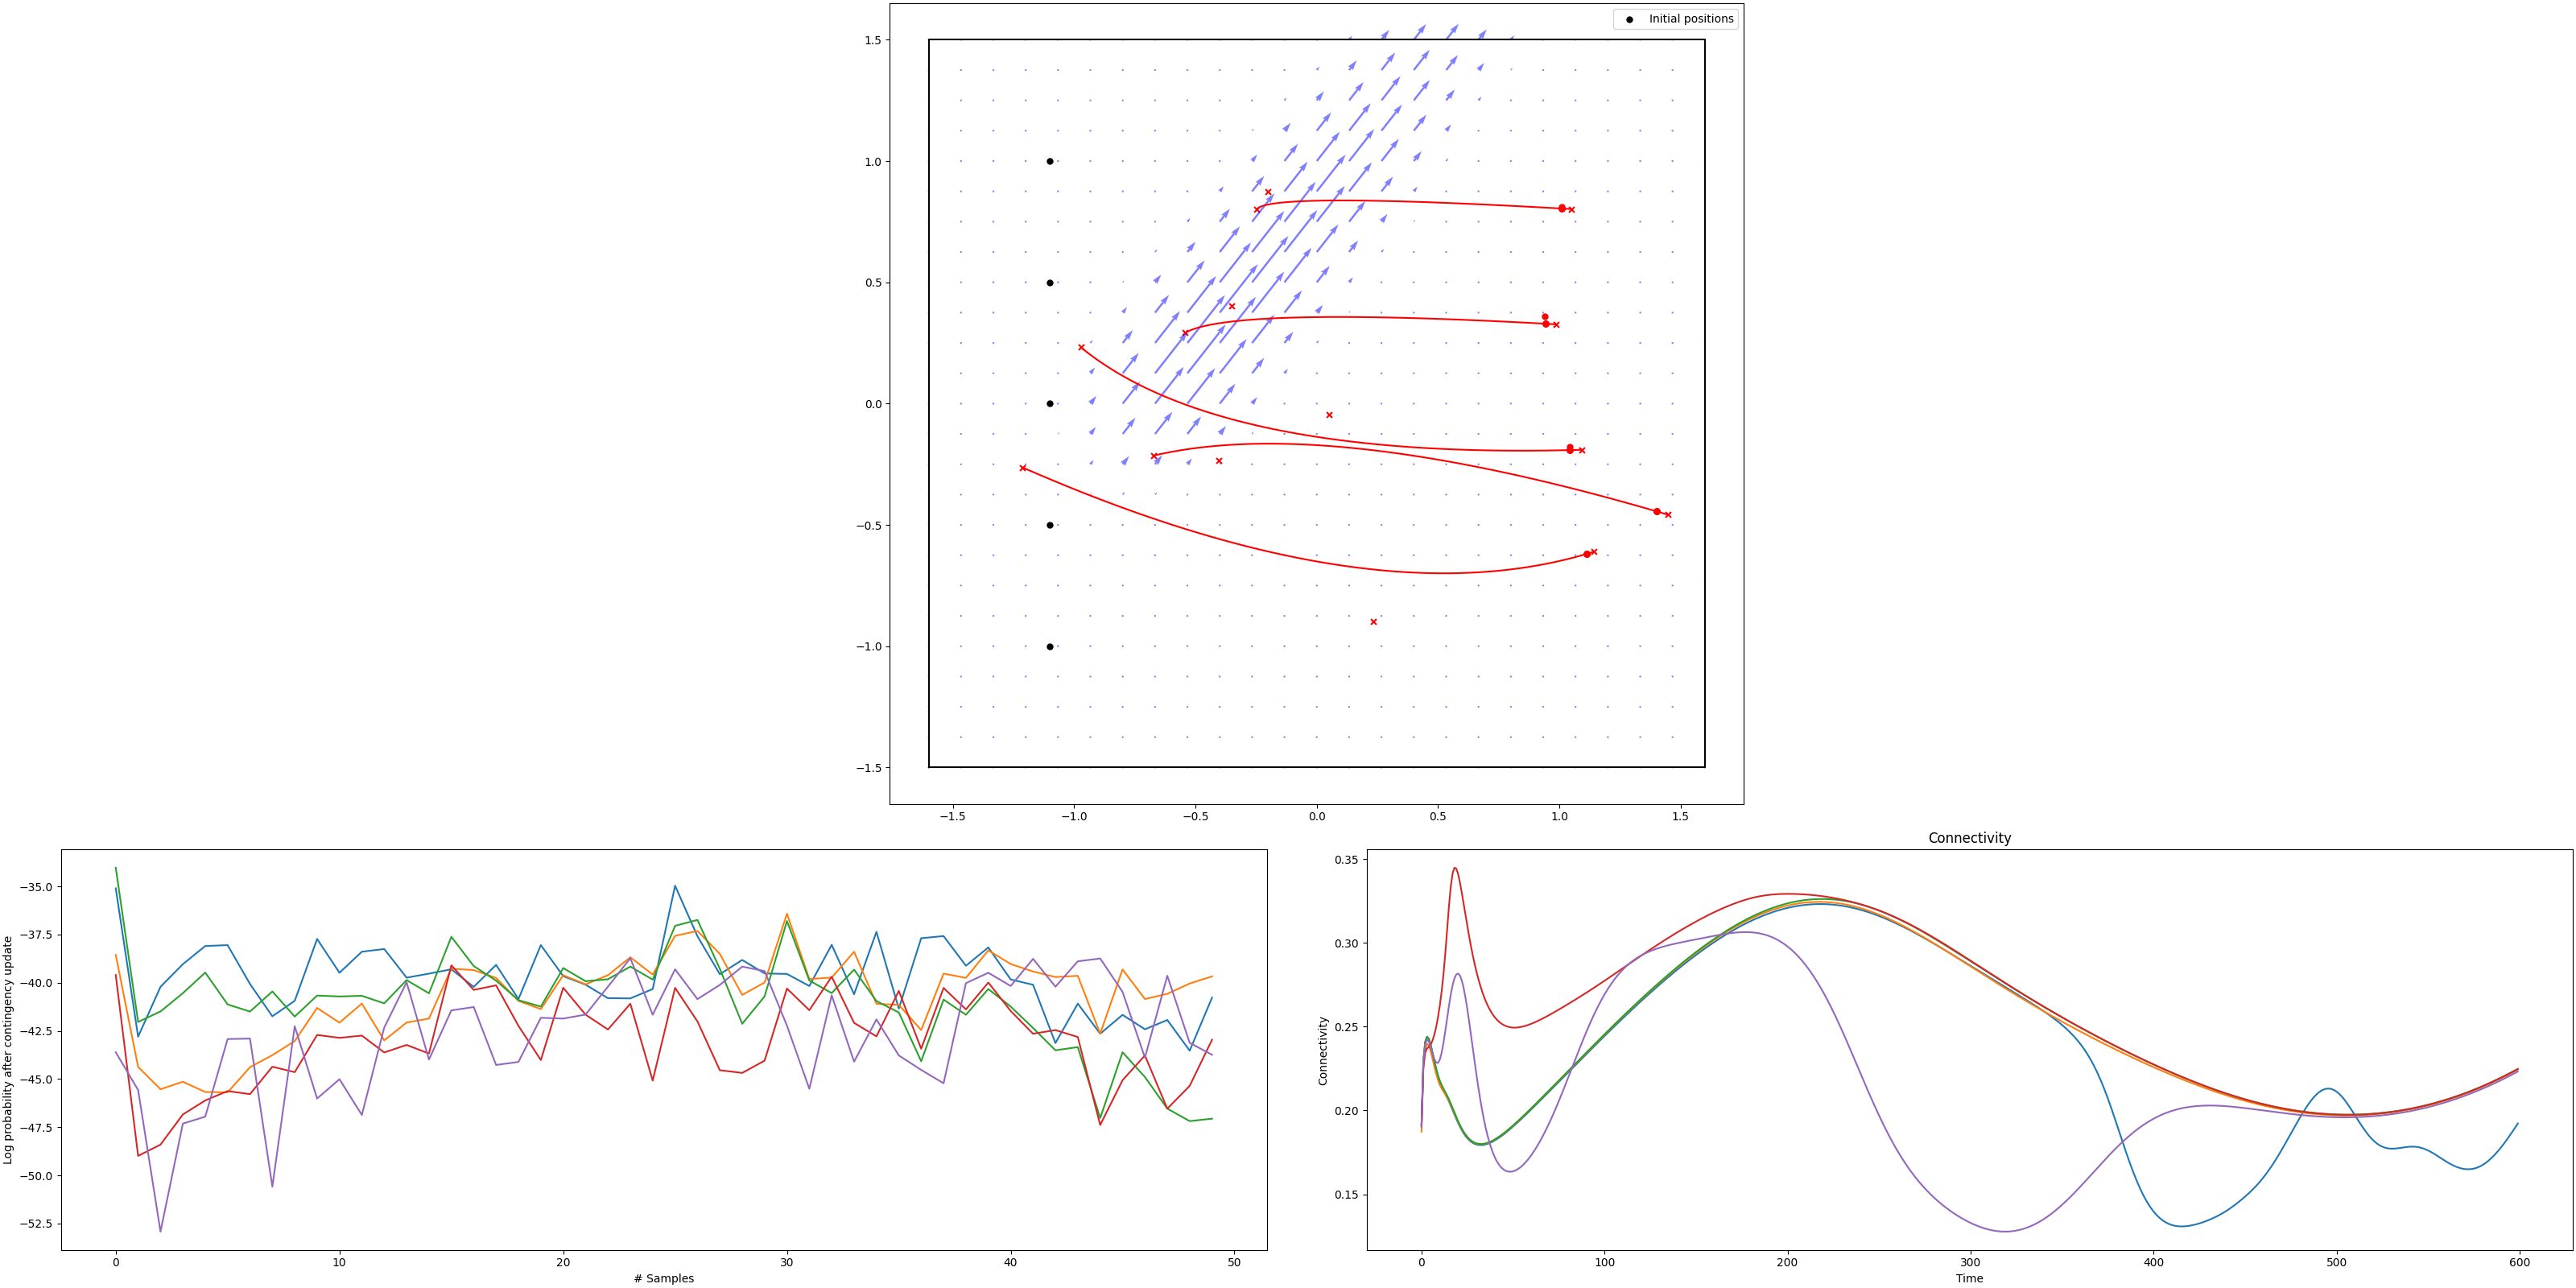 Initial positions
1.5
1.0
0.5
0.0
−0.5
−1.0
−1.5
−1.5 −1.0 −0.5 0.0 0.5 1.0 1.5
Log probability after contingency update
−35.0
−37.5
−40.0
−42.5
−45.0
−47.5
−50.0
−52.5
0 10 20 30 40 50
# Samples
Connectivity
Connectivity
0.35
0.30
0.25
0.20
0.15
0 100 200 300 400 500 600
Time